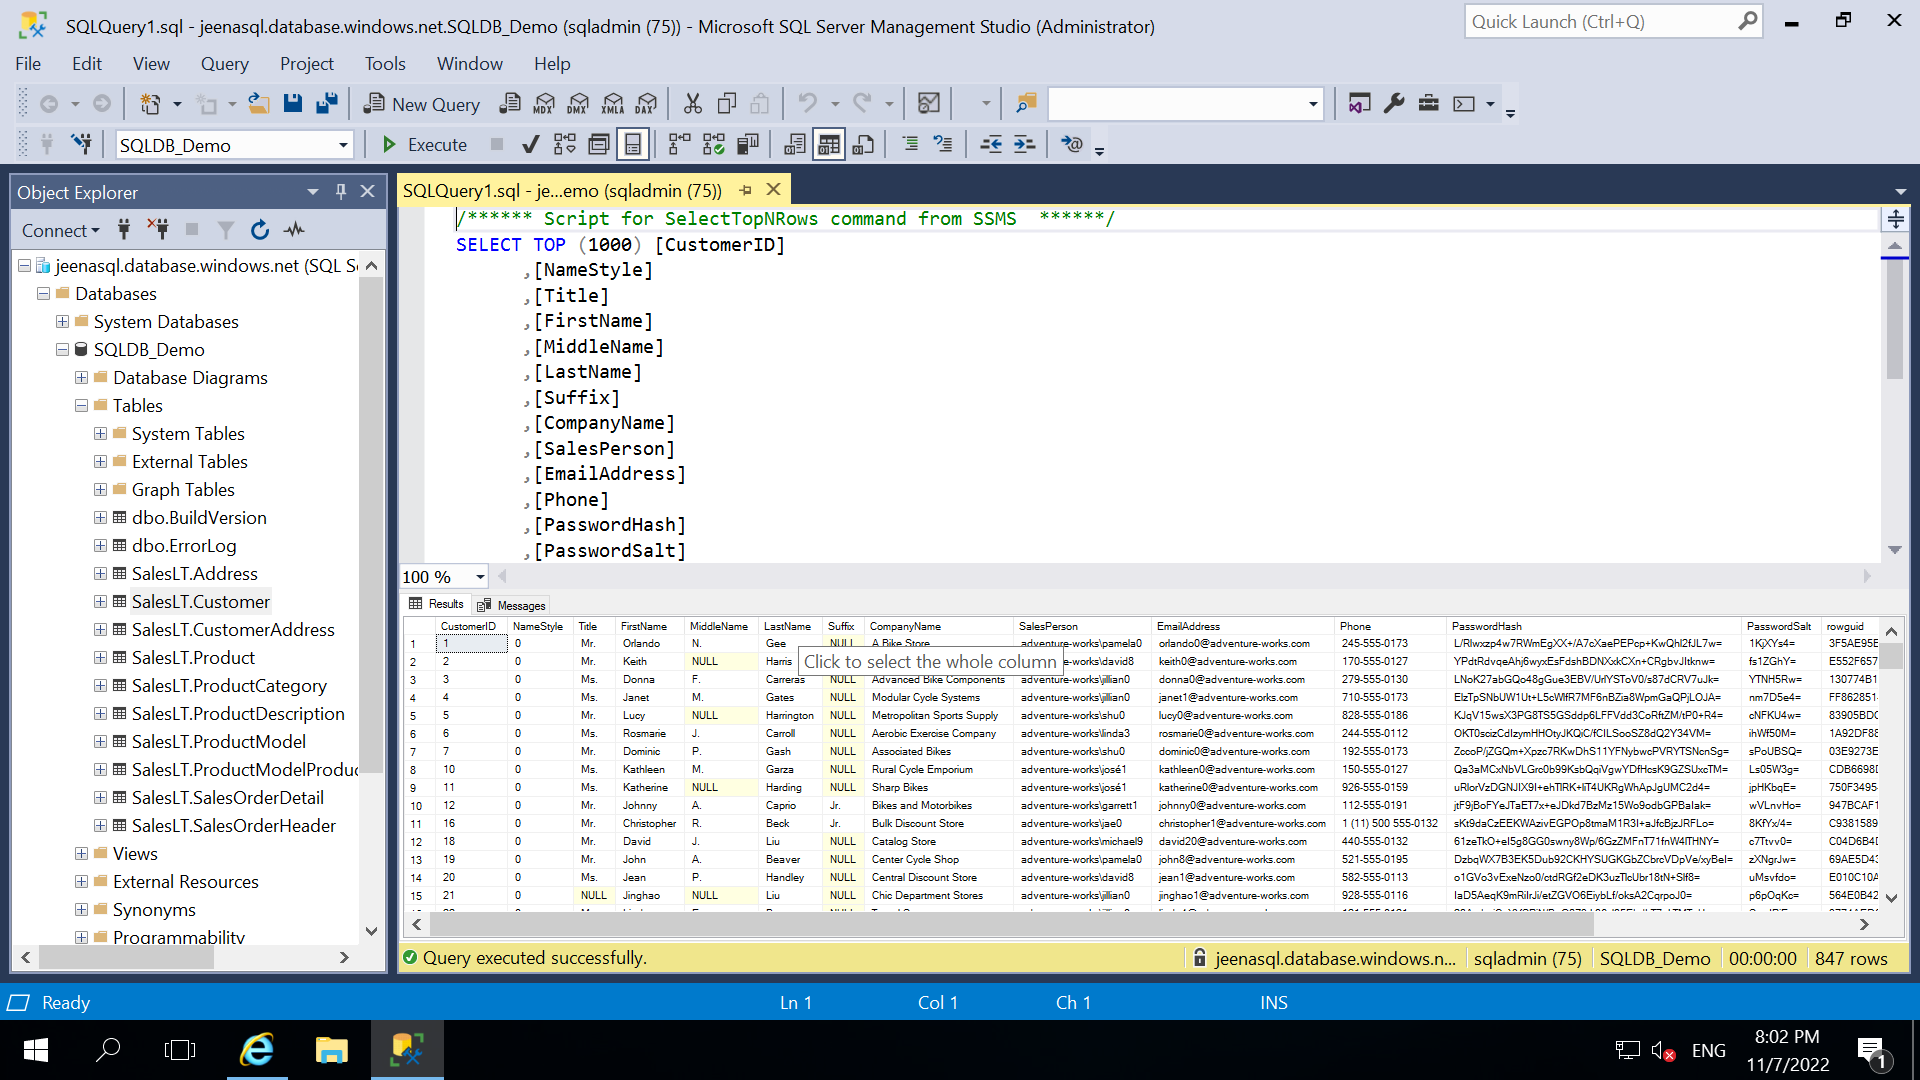 SQLQuery1.sql - jeenasql.database.windows.net.SQLDB_Demo (sqladmin (75)) - Microsoft SQL Server Management Studio (Administrator)
Quick Launch (Ctrl+Q)
File Edit View Query Project Tools Window Help
New Query MDX DMX XMLA DAX
SQLDB_Demo Execute
Object Explorer
Connect
jeenasql.database.windows.net (SQL S
Databases
System Databases
SQLDB_Demo
Database Diagrams
Tables
System Tables
External Tables
Graph Tables
dbo.BuildVersion
dbo.ErrorLog
SalesLT.Address
SalesLT.Customer
SalesLT.CustomerAddress
SalesLT.Product
SalesLT.ProductCategory
SalesLT.ProductDescription
SalesLT.ProductModel
SalesLT.ProductModelProduc
SalesLT.SalesOrderDetail
SalesLT.SalesOrderHeader
Views
External Resources
Synonyms
Programmability
SQLQuery1.sql - je...emo (sqladmin (75))
/****** Script for SelectTopNRows command from SSMS ******/
SELECT TOP (1000) [CustomerID]
,[NameStyle]
,[Title]
,[FirstName]
,[MiddleName]
,[LastName]
,[Suffix]
,[CompanyName]
,[SalesPerson]
,[EmailAddress]
,[Phone]
,[PasswordHash]
,[PasswordSalt]
100 %
Results Messages
CustomerID NameStyle Title FirstName MiddleName LastName Suffix CompanyName SalesPerson EmailAddress Phone PasswordHash PasswordSalt rowguid
1 1 0 Mr. Orlando N. Gee NULL A Bike Store adventure-works\pamela0 orlando0@adventure-works.com 245-555-0173 L/Rlwxzp4w7RWmEgXX+/A7cXaePEPcp+KwQhl2fJL7w= 1KjXYs4= 3F5AE95E
2 2 0 Mr. Keith NULL Harris adventure-works\david8 keith0@adventure-works.com 170-555-0127 YPdtRdvqeAhj6wyxEsFdshBDNXxkCXn+CRgbvJItknw= fs1ZGhY= E552F657
Click to select the whole column
3 3 0 Ms. Donna F. Carreras NULL Advanced Bike Components adventure-works\jillian0 donna0@adventure-works.com 279-555-0130 LNoK27abGQo48gGue3EBV/UrlYSToV0/s87dCRV7uJk= YTNH5Rw= 130774B1
4 4 0 Ms. Janet M. Gates NULL Modular Cycle Systems adventure-works\jillian0 janet1@adventure-works.com 710-555-0173 ElzTpSNbUW1Ut+L5cWlfR7MF6nBZia8WpmGaQPjLOJA= nm7D5e4= FF862851
5 5 0 Mr. Lucy NULL Harrington NULL Metropolitan Sports Supply adventure-works\shu0 lucy0@adventure-works.com 828-555-0186 KJqV15wsX3PG8TS5GSddp6LFFVdd3CoRftZM/tP0+R4= cNFKU4w= 83905BDC
6 6 0 Ms. Rosmarie J. Carroll NULL Aerobic Exercise Company adventure-works\linda3 rosmarie0@adventure-works.com 244-555-0112 OKT0scizCdIzymHHOtyJKQiC/fCILSooSZ8dQ2Y34VM= ihWf50M= 1A92DF88
7 7 0 Mr. Dominic P. Gash NULL Associated Bikes adventure-works\shu0 dominic0@adventure-works.com 192-555-0173 ZccoP/jZGQm+Xpzc7RKwDhS11YFNybwcPVRYTSNcnSg= sPoUBSQ= 03E9273E
8 10 0 Ms. Kathleen M. Garza NULL Rural Cycle Emporium adventure-works\josé1 kathleen0@adventure-works.com 150-555-0127 Qa3aMCxNbVLGrc0b99KsbQqiVgwYDfHcsK9GZSUxcTM= Ls05W3g= CDB6698D
9 11 0 Ms. Katherine NULL Harding NULL Sharp Bikes adventure-works\josé1 katherine0@adventure-works.com 926-555-0159 uRlorVzDGNJIX9I+ehTlRK+liT4UKRgWhApJgUMC2d4= jpHKbqE= 750F3495
10 12 0 Mr. Johnny A. Caprio Jr. Bikes and Motorbikes adventure-works\garrett1 johnny0@adventure-works.com 112-555-0191 jtF9jBoFYeJTaET7x+eJDkd7BzMz15Wo9odbGPBaIak= wVLnvHo= 947BCAF1
11 16 0 Mr. Christopher R. Beck Jr. Bulk Discount Store adventure-works\jae0 christopher1@adventure-works.com 1 (11) 500 555-0132 sKt9daCzEEKWAzivEGPOp8tmaM1R3I+aJfcBjzJRFLo= 8KfYx/4= C9381589
12 18 0 Mr. David J. Liu NULL Catalog Store adventure-works\michael9 david20@adventure-works.com 440-555-0132 61zeTkO+eI5g8GG0swny8Wp/6GzZMFnT71fnW4lTHNY= c7Ttvv0= C04D6B4D
13 19 0 Mr. John A. Beaver NULL Center Cycle Shop adventure-works\pamela0 john8@adventure-works.com 521-555-0195 DzbqWX7B3EK5Dub92CKHYSUGKGbZCbrcVDpVe/xyBeI= zXNgrJw= 69AE5D43
14 20 0 Ms. Jean P. Handley NULL Central Discount Store adventure-works\david8 jean1@adventure-works.com 582-555-0113 o1GVo3vExeNzo0/ctdRGf2eDK3uzTlcUbr18tN+Slf8= uMsvfdo= E010C10A
15 21 0 NULL Jinghao NULL Liu NULL Chic Department Stores adventure-works\jillian0 jinghao1@adventure-works.com 928-555-0116 IaD5AeqK9mRiIrJi/etZGVO6EiybLf/oksA2CqrpoJ0= p6pOqKc= 564E0B42
Query executed successfully. jeenasql.database.windows.n... sqladmin (75) SQLDB_Demo 00:00:00 847 rows
Ready Ln 1 Col 1 Ch 1 INS
ENG 8:02 PM
11/7/2022 1